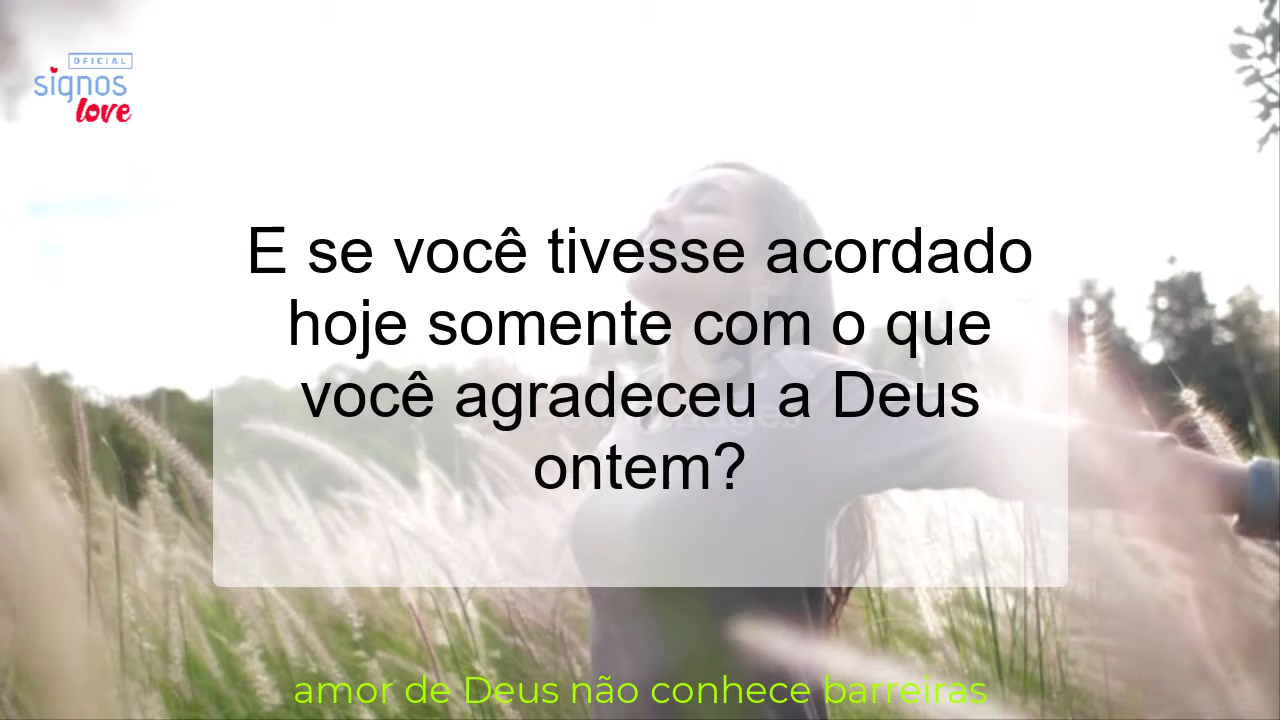 OFICIAL
signos
love
E se você tivesse acordado
hoje somente com o que
você agradeceu a Deus
ontem?
amor de Deus não conhece barreiras